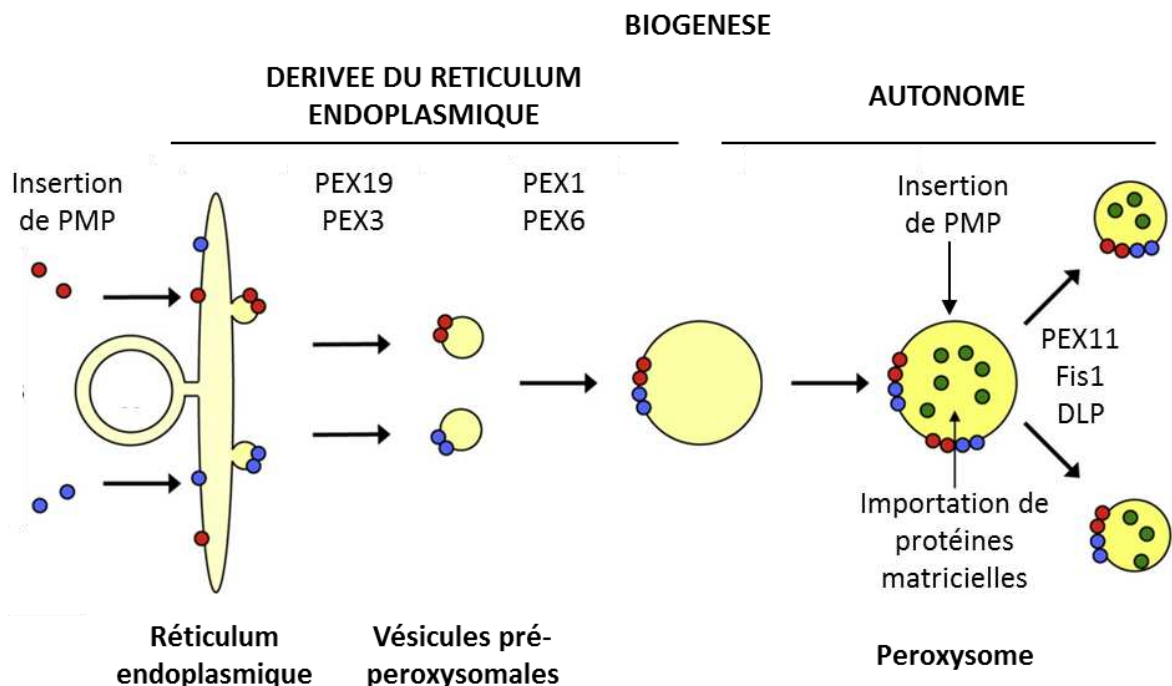 BIOGENESE
DERIVEE DU RETICULUM
ENDOPLASMIQUE
AUTONOME
Insertion
de PMP
PEX19
PEX3
PEX1
PEX6
Insertion
de PMP
PEX11
Fis1
DLP
Importation de
protéines
matricielles
Réticulum
endoplasmique
Vésicules pré-
peroxysomales
Peroxysome